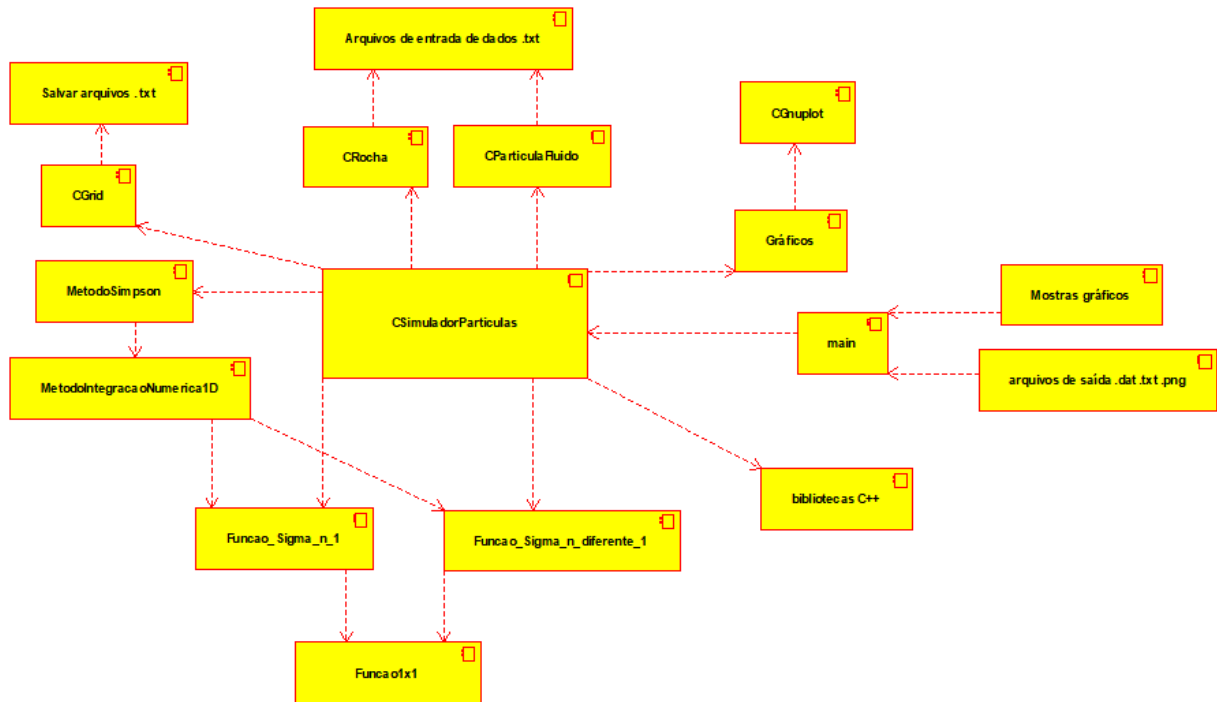 Arquivos de entrada de dados .txt
Salvar arquivos .txt
CGnuplot
CRocha
CParticulaFluido
CGrid
Gráficos
MetodoSimpson
Mostras gráficos
CSimuladorParticulas
main
MetodoIntegracaoNumerica1D
arquivos de saída .dat.txt.png
bibliotecas C++
Funcao_Sigma_n_1
Funcao_Sigma_n_diferente_1
Funcao1x1